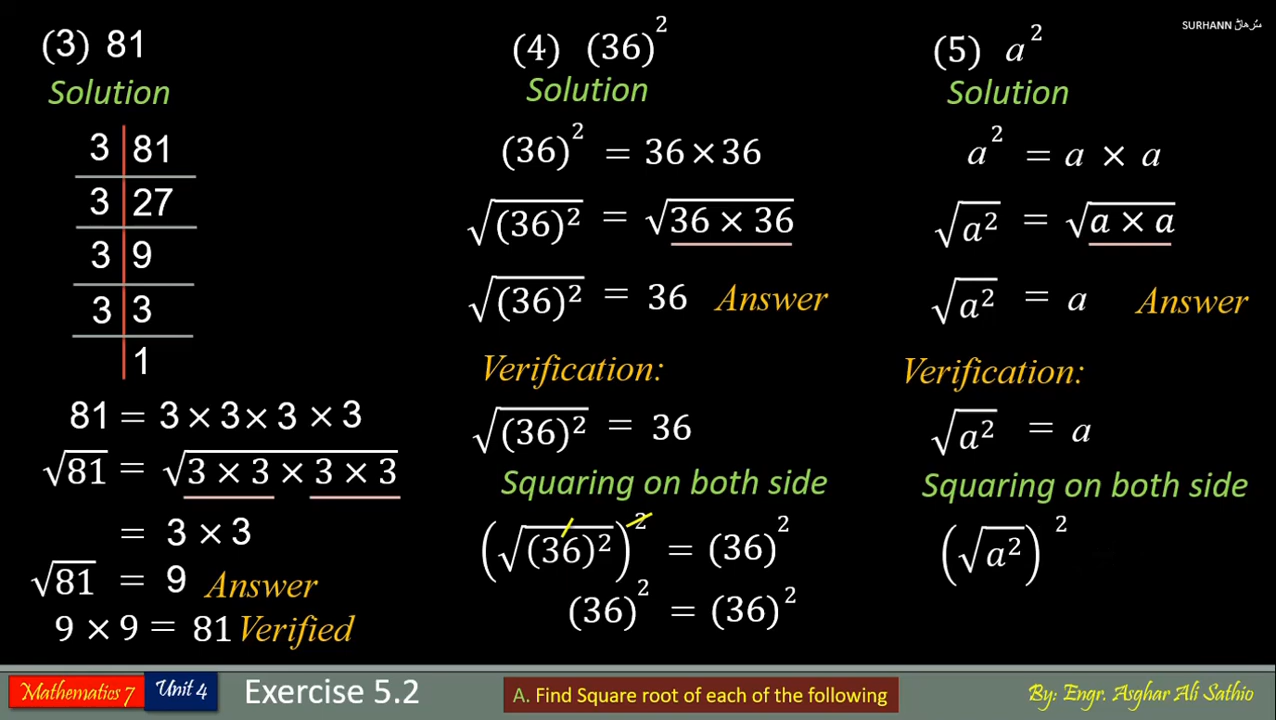 SURHANN سُرھاڻ
(3) 81
Solution
3 81
3 27
3 9
3 3
1
81 = 3 × 3 × 3 × 3
√81 = √3 × 3 × 3 × 3
= 3 × 3
√81 = 9 Answer
9 × 9 = 81 Verified
(4) (36)²
Solution
(36)² = 36 × 36
√(36)² = √36 × 36
√(36)² = 36 Answer
Verification:
√(36)² = 36
Squaring on both side
(√(36)²)² = (36)²
(36)² = (36)²
(5) a²
Solution
a² = a × a
√a² = √a × a
√a² = a Answer
Verification:
√a² = a
Squaring on both side
(√a²)²
Mathematics 7 Unit 4 Exercise 5.2 A. Find Square root of each of the following By: Engr. Asghar Ali Sathio